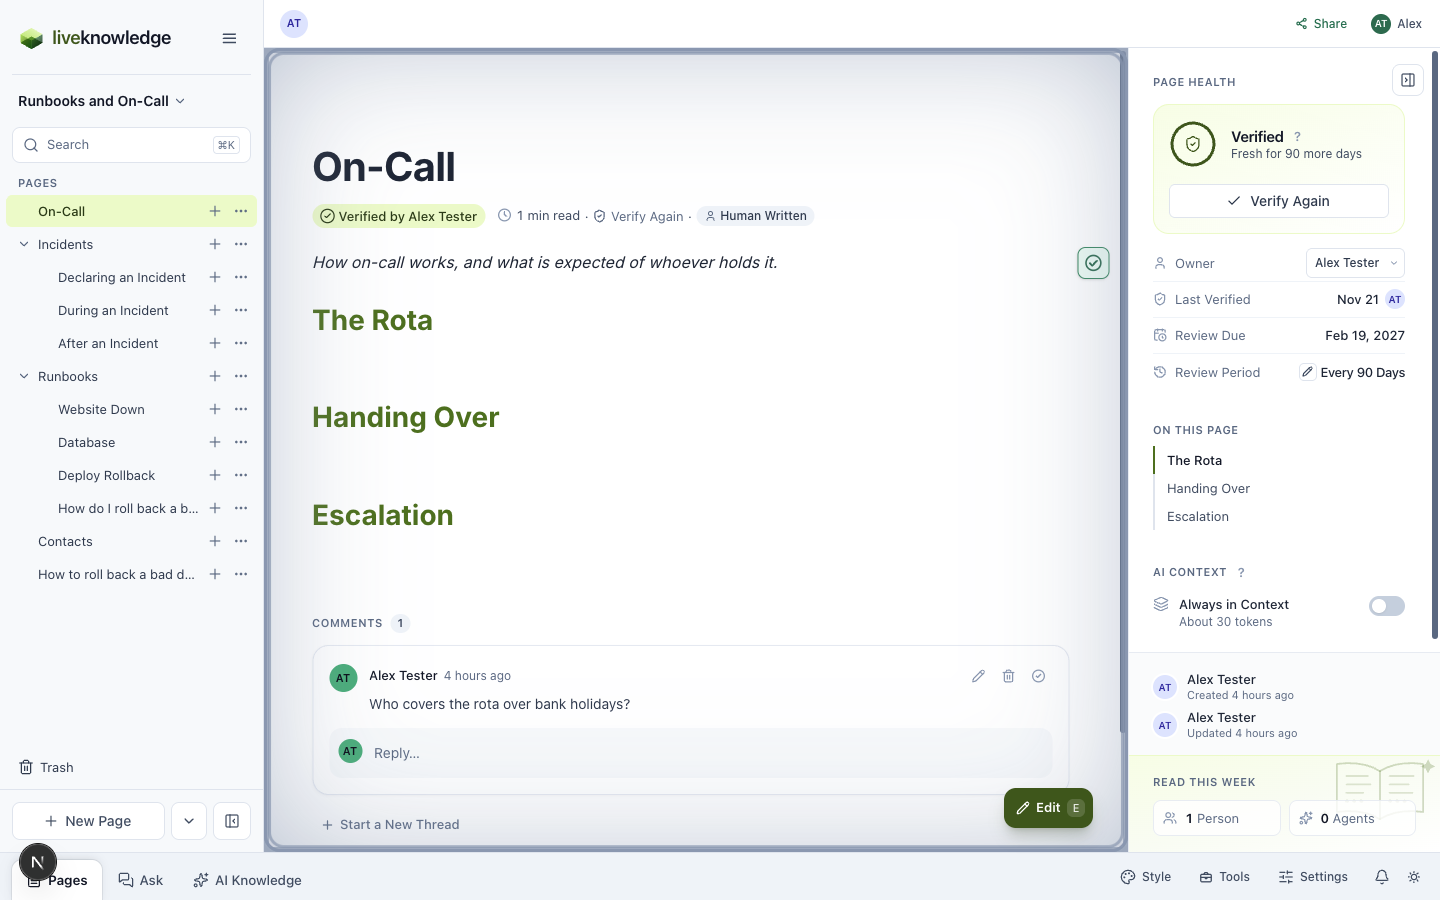 liveknowledge
Runbooks and On-Call
Search
⌘K
PAGES
On-Call
Incidents
Declaring an Incident
During an Incident
After an Incident
Runbooks
Website Down
Database
Deploy Rollback
How do I roll back a b...
Contacts
How to roll back a bad d...
Trash
New Page
N
Pages
Ask
AI Knowledge
AT
Share
AT Alex
On-Call
Verified by Alex Tester
1 min read · Verify Again · Human Written
How on-call works, and what is expected of whoever holds it.
The Rota
Handing Over
Escalation
COMMENTS 1
AT Alex Tester 4 hours ago
Who covers the rota over bank holidays?
AT Reply...
Start a New Thread
Edit E
PAGE HEALTH
Verified ?
Fresh for 90 more days
Verify Again
Owner Alex Tester
Last Verified Nov 21 AT
Review Due Feb 19, 2027
Review Period Every 90 Days
ON THIS PAGE
The Rota
Handing Over
Escalation
AI CONTEXT ?
Always in Context
About 30 tokens
AT Alex Tester
Created 4 hours ago
AT Alex Tester
Updated 4 hours ago
READ THIS WEEK
1 Person
0 Agents
Style
Tools
Settings